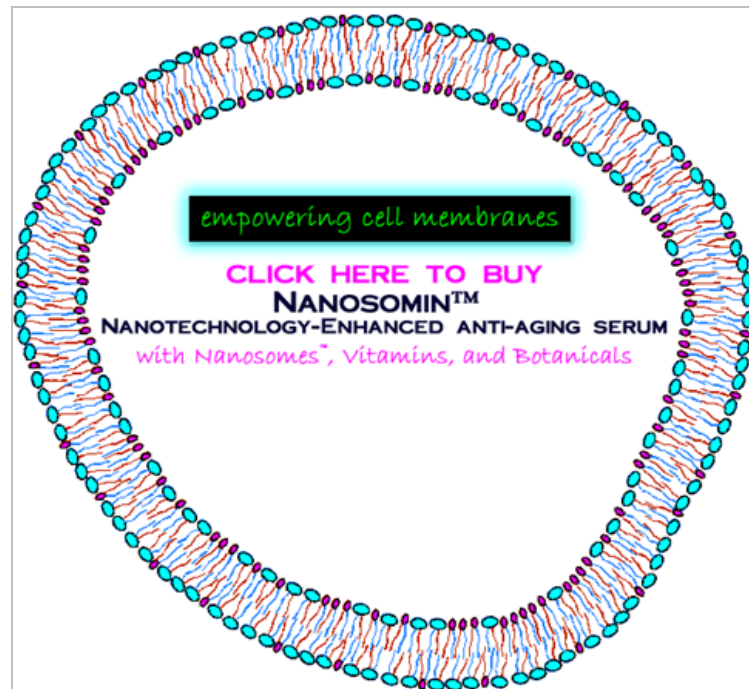 empowering cell membranes
CLICK HERE TO BUY
NANOSOMIN™
NANOTECHNOLOGY-ENHANCED ANTI-AGING SERUM
with Nanosomes™, Vitamins, and Botanicals